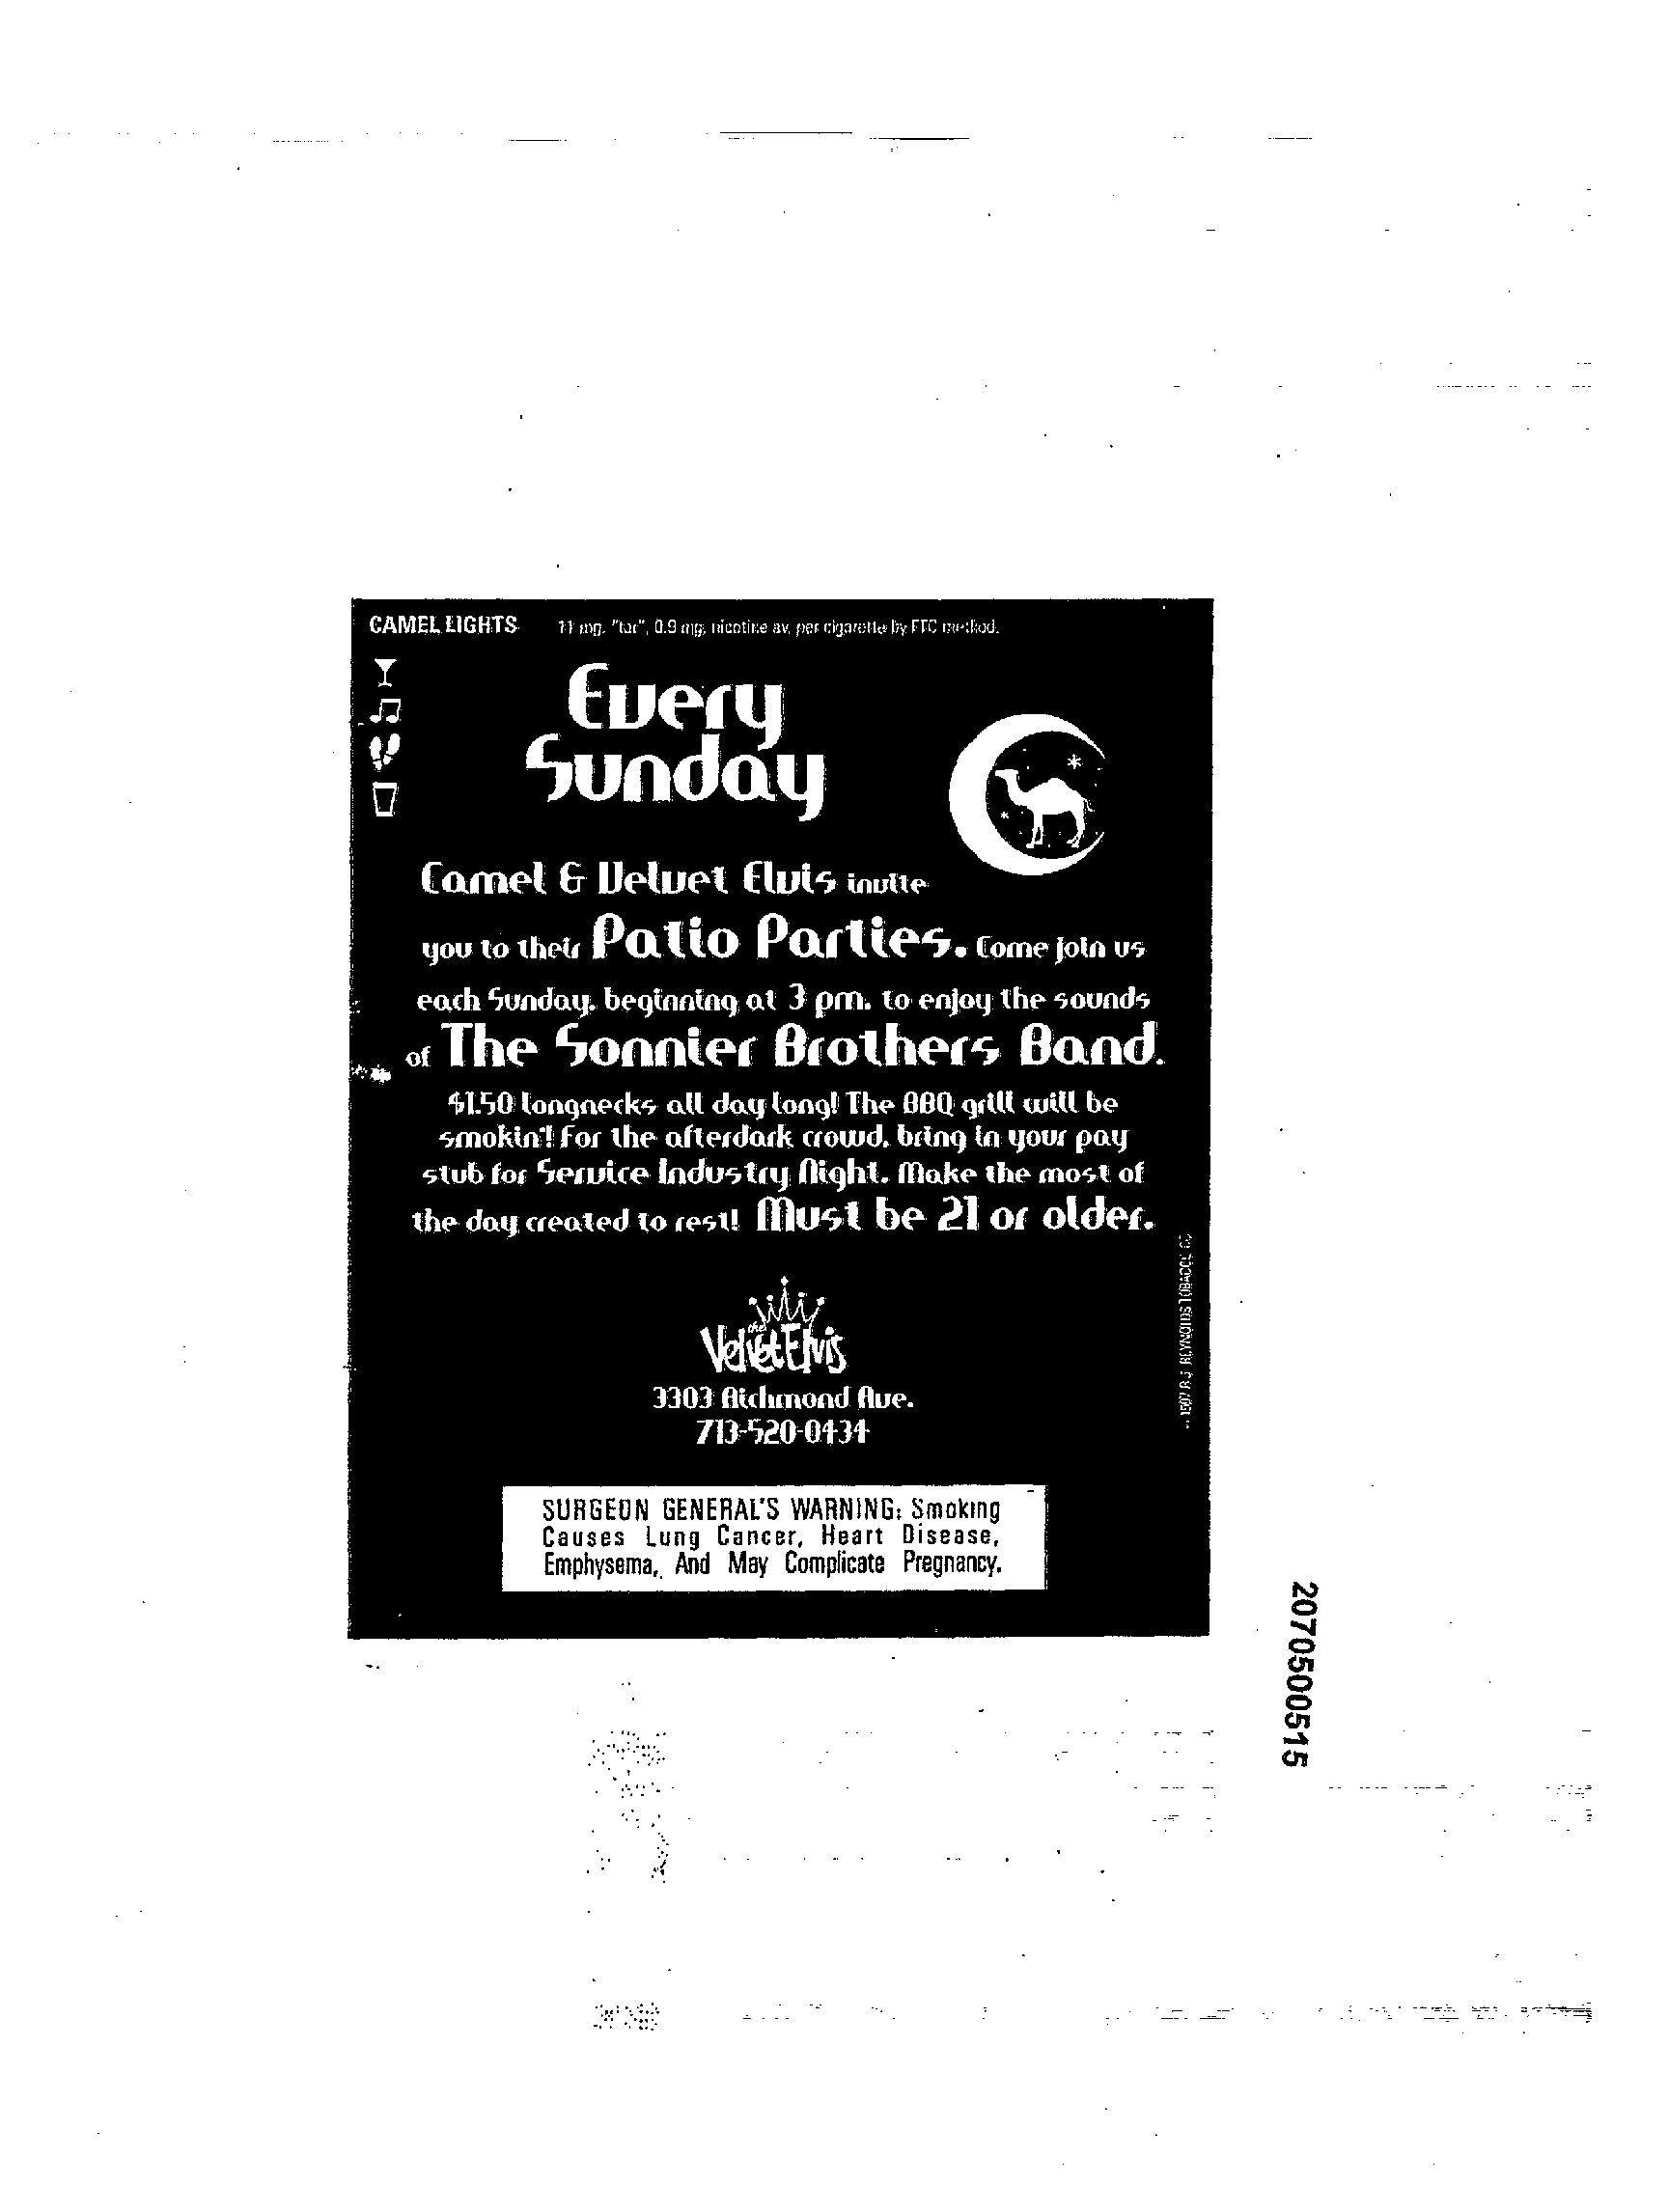 CAMEL LIGHTS 11 mg. "tar", 0.9 mg. nicotine av. per cigarette by FTC method.
Every
Sunday
Camel & Velvet Elvis invite
you to their Patio Parties. Come join us
each Sunday, beginning at 3 pm. to enjoy the sounds
of The Sonnier Brothers Band.
$1.50 longnecks all day long! The BBQ grill will be
smokin'! For the afterdark crowd, bring in your pay
stub for Service Industry Night. Make the most of
the day created to rest! Must be 21 or older.
the
Velvet Elvis
3303 Richmond Ave.
713-520-0434
1997 R.J. REYNOLDS TOBACCO CO.
SURGEON GENERAL'S WARNING: Smoking
Causes Lung Cancer, Heart Disease,
Emphysema, And May Complicate Pregnancy.
2070500515